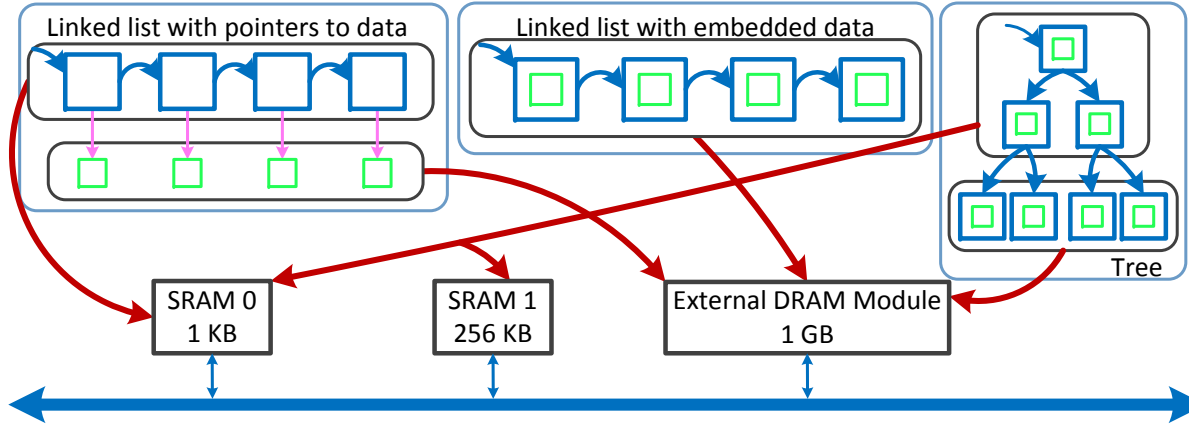 Linked list with pointers to data
Linked list with embedded data
Tree
SRAM 0
1 KB
SRAM 1
256 KB
External DRAM Module
1 GB